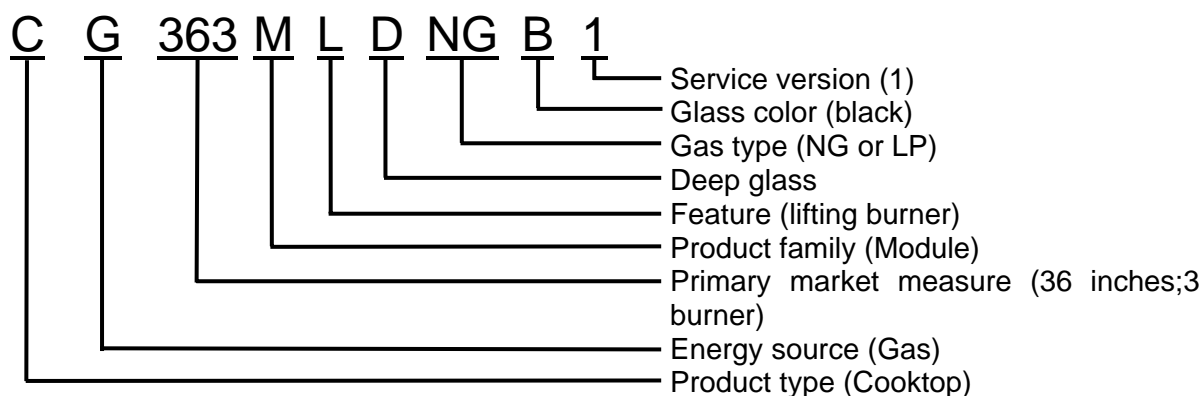 C G 363 M L D NG B 1
Service version (1)
Glass color (black)
Gas type (NG or LP)
Deep glass
Feature (lifting burner)
Product family (Module)
Primary market measure (36 inches;3
burner)
Energy source (Gas)
Product type (Cooktop)